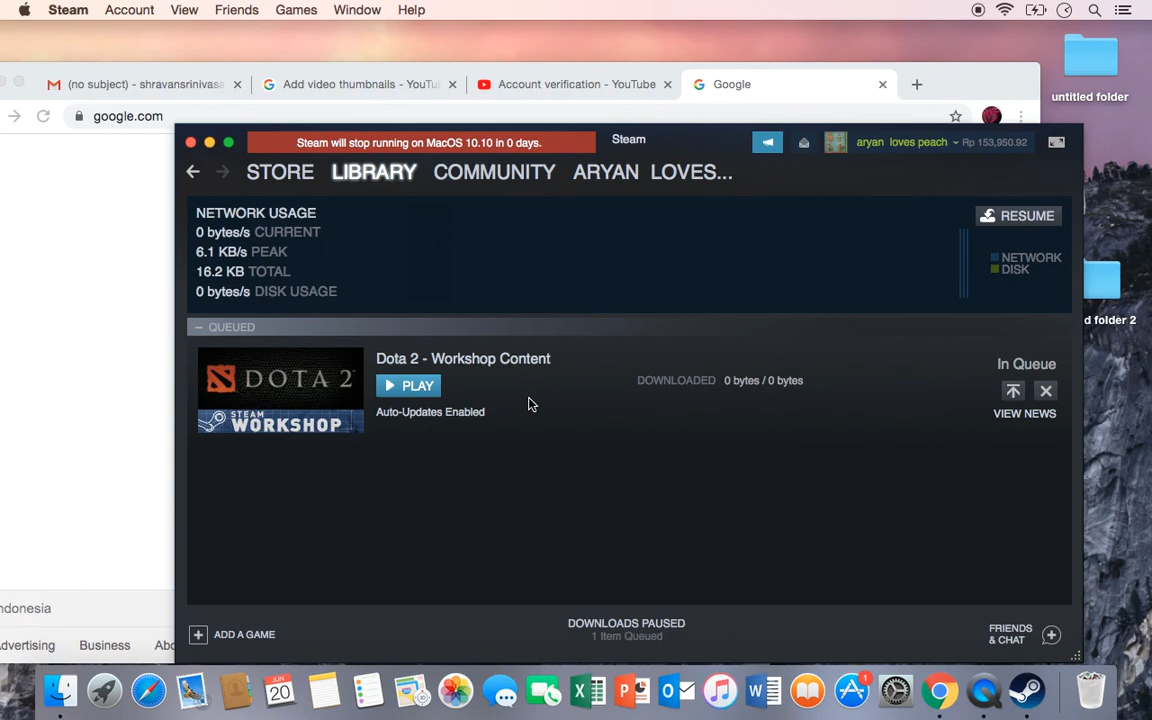 Steam Account View Friends Games Window Help
untitled folder
(no subject) - shravansrinivasa
Add video thumbnails - YouTu
Account verification - YouTube
Google
google.com
Steam will stop running on MacOS 10.10 in 0 days.
Steam
aryan loves peach
Rp 153,950.92
STORE LIBRARY COMMUNITY ARYAN LOVES...
NETWORK USAGE
0 bytes/s CURRENT
6.1 KB/s PEAK
16.2 KB TOTAL
0 bytes/s DISK USAGE
RESUME
NETWORK
DISK
d folder 2
QUEUED
DOTA 2
STEAM WORKSHOP
Dota 2 - Workshop Content
PLAY
Auto-Updates Enabled
DOWNLOADED 0 bytes / 0 bytes
In Queue
VIEW NEWS
ndonesia
dvertising Business Abo
ADD A GAME
DOWNLOADS PAUSED
1 Item Queued
FRIENDS
& CHAT
JUN
20
1